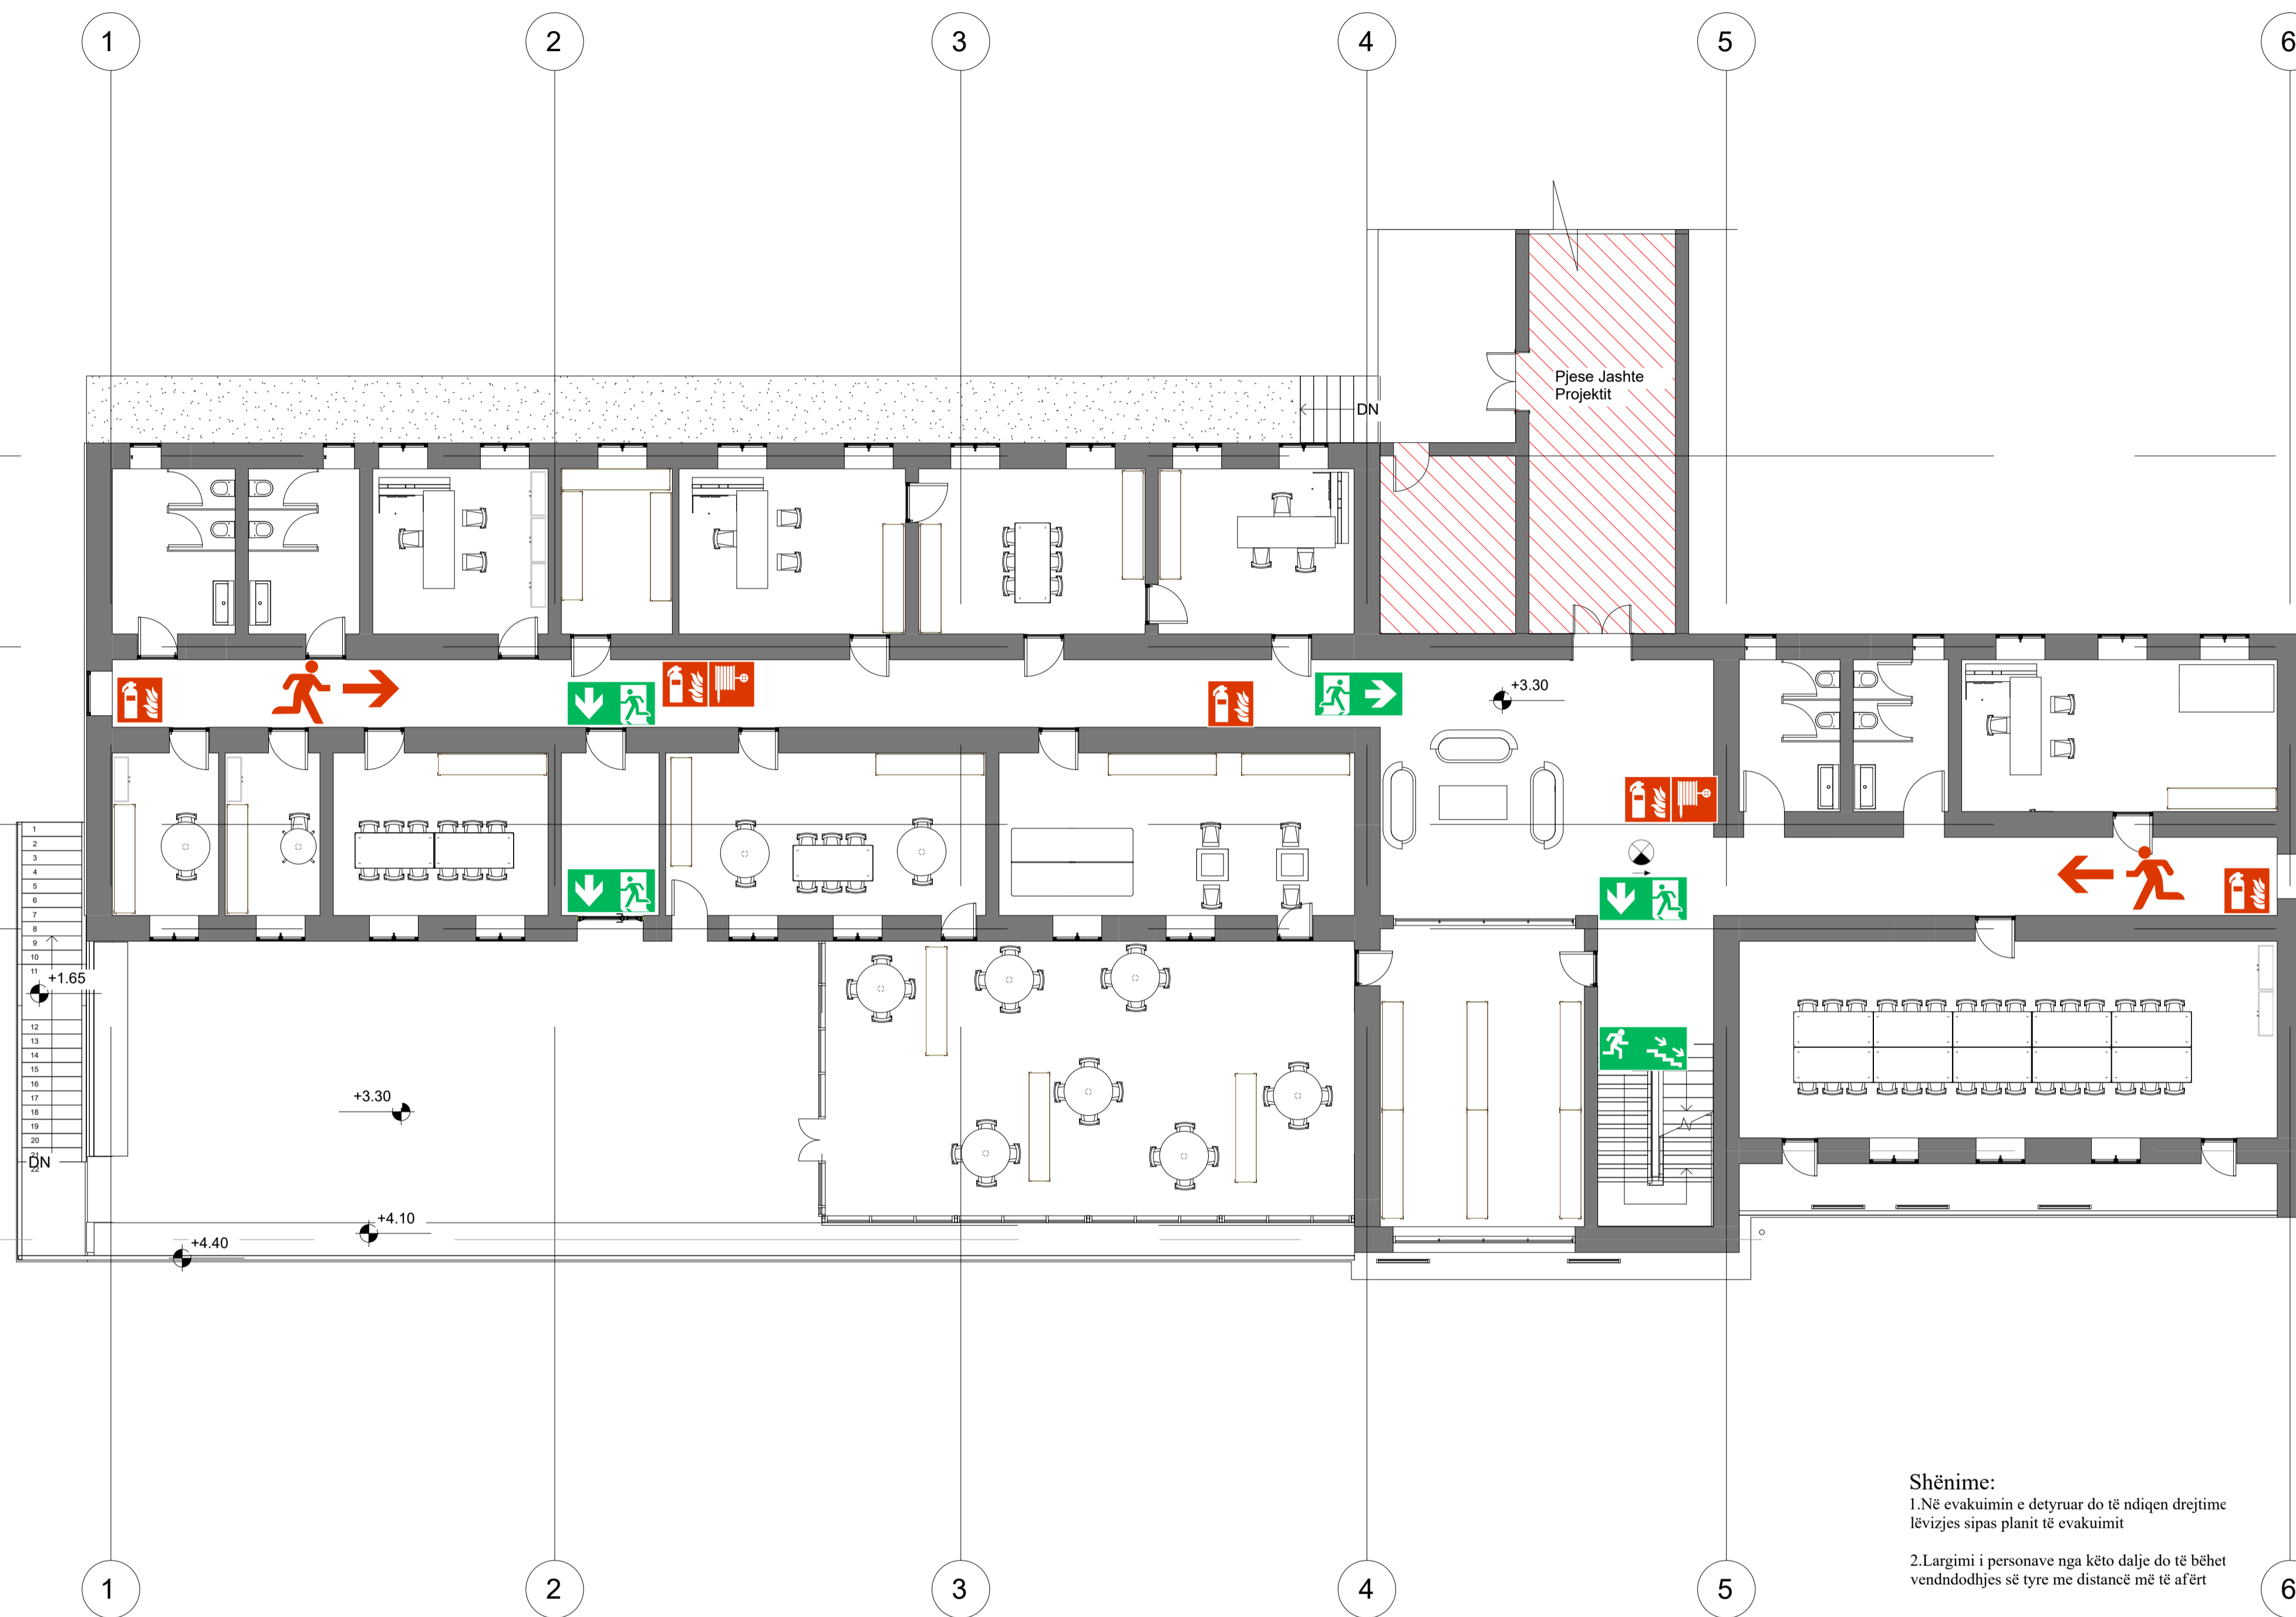 1 2 3 4 5 6
Pjese Jashte
Projektit
DN
+3.30
1
2
3
4
5
6
7
8
9
10
11
+1.65
12
13
14
15
16
17
18
19
20
21
22
DN
+3.30
+4.10
+4.40
Shënime:
1.Në evakuimin e detyruar do të ndiqen drejtime
lëvizjes sipas planit të evakuimit
2.Largimi i personave nga këto dalje do të bëhet
vendndodhjes së tyre me distancë më të afërt
1 2 3 4 5 6